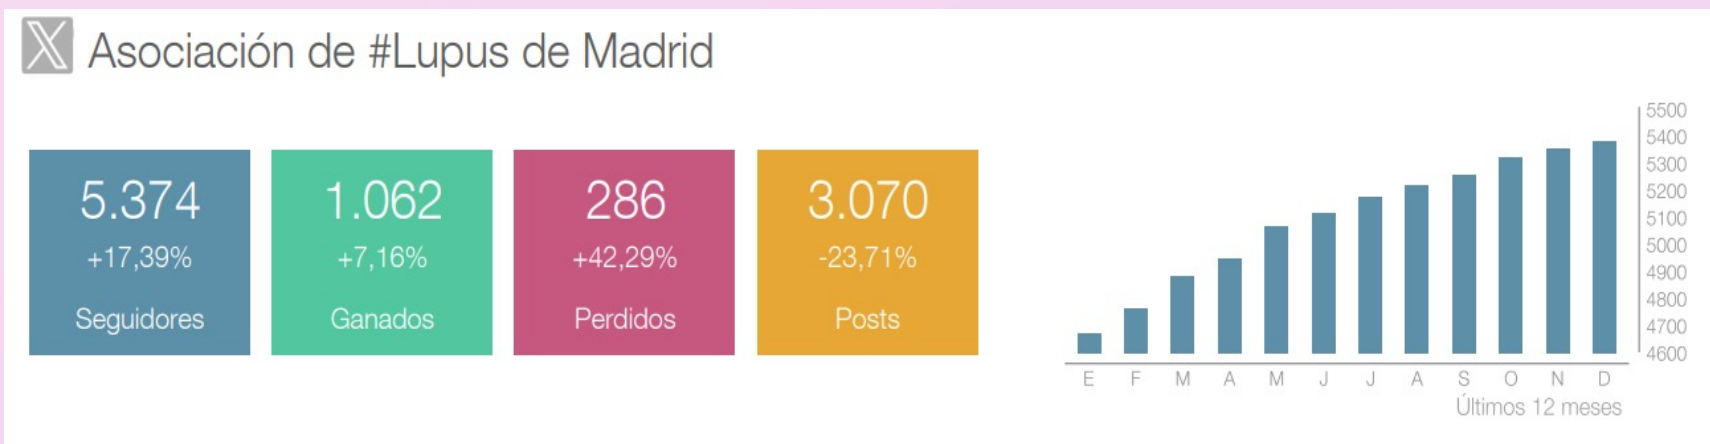 X Asociación de #Lupus de Madrid
5.374
+17,39%
Seguidores
1.062
+7,16%
Ganados
286
+42,29%
Perdidos
3.070
-23,71%
Posts
5500
5400
5300
5200
5100
5000
4900
4800
4700
4600
E F M A M J J A S O N D
Últimos 12 meses